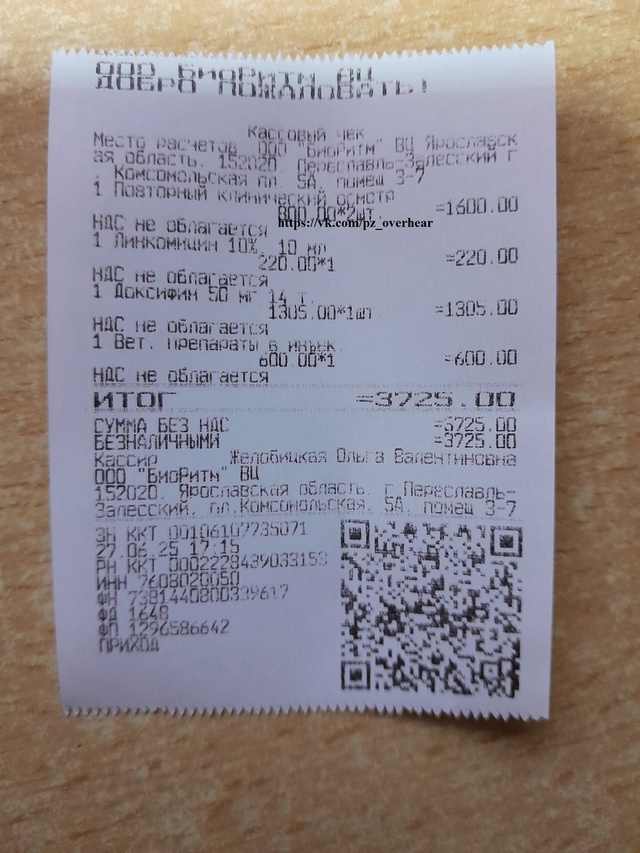 ООО БиоРитм ВЦ
ДОБРО ПОЖАЛОВАТЬ!
Кассовый чек
Место расчетов ООО "БиоРитм" ВЦ Ярославск
ая область, 152020, Переславль-Залесский г
. Комсомольская пл. 5А, помещ 3-7
1 Повторный клинический осмотр
800.00*2шт. =1600.00
НДС не облагается
https://vk.com/pz_overhear
1 Линкомицин 10%, 10 мл
220.00*1 =220.00
НДС не облагается
1 Доксифин 50 мг 14 т.
1305.00*1шт =1305.00
НДС не облагается
1 Вет. препараты 6 инъек.
600.00*1 =600.00
НДС не облагается
ИТОГ =3725.00
СУММА БЕЗ НДС =3725.00
БЕЗНАЛИЧНЫМИ =3725.00
Кассир Желобицкая Ольга Валентиновна
ООО "БиоРитм" ВЦ
152020, Ярославская область, г.Переславль-
Залесский, пл.Комсомольская, 5А, помещ 3-7
ЗН ККТ 00106107735071
27.06.25 17:15
РН ККТ 0002228439033153
ИНН 7608020050
ФН 7381440800339617
ФД 1648
ФП 1296586642
ПРИХОД